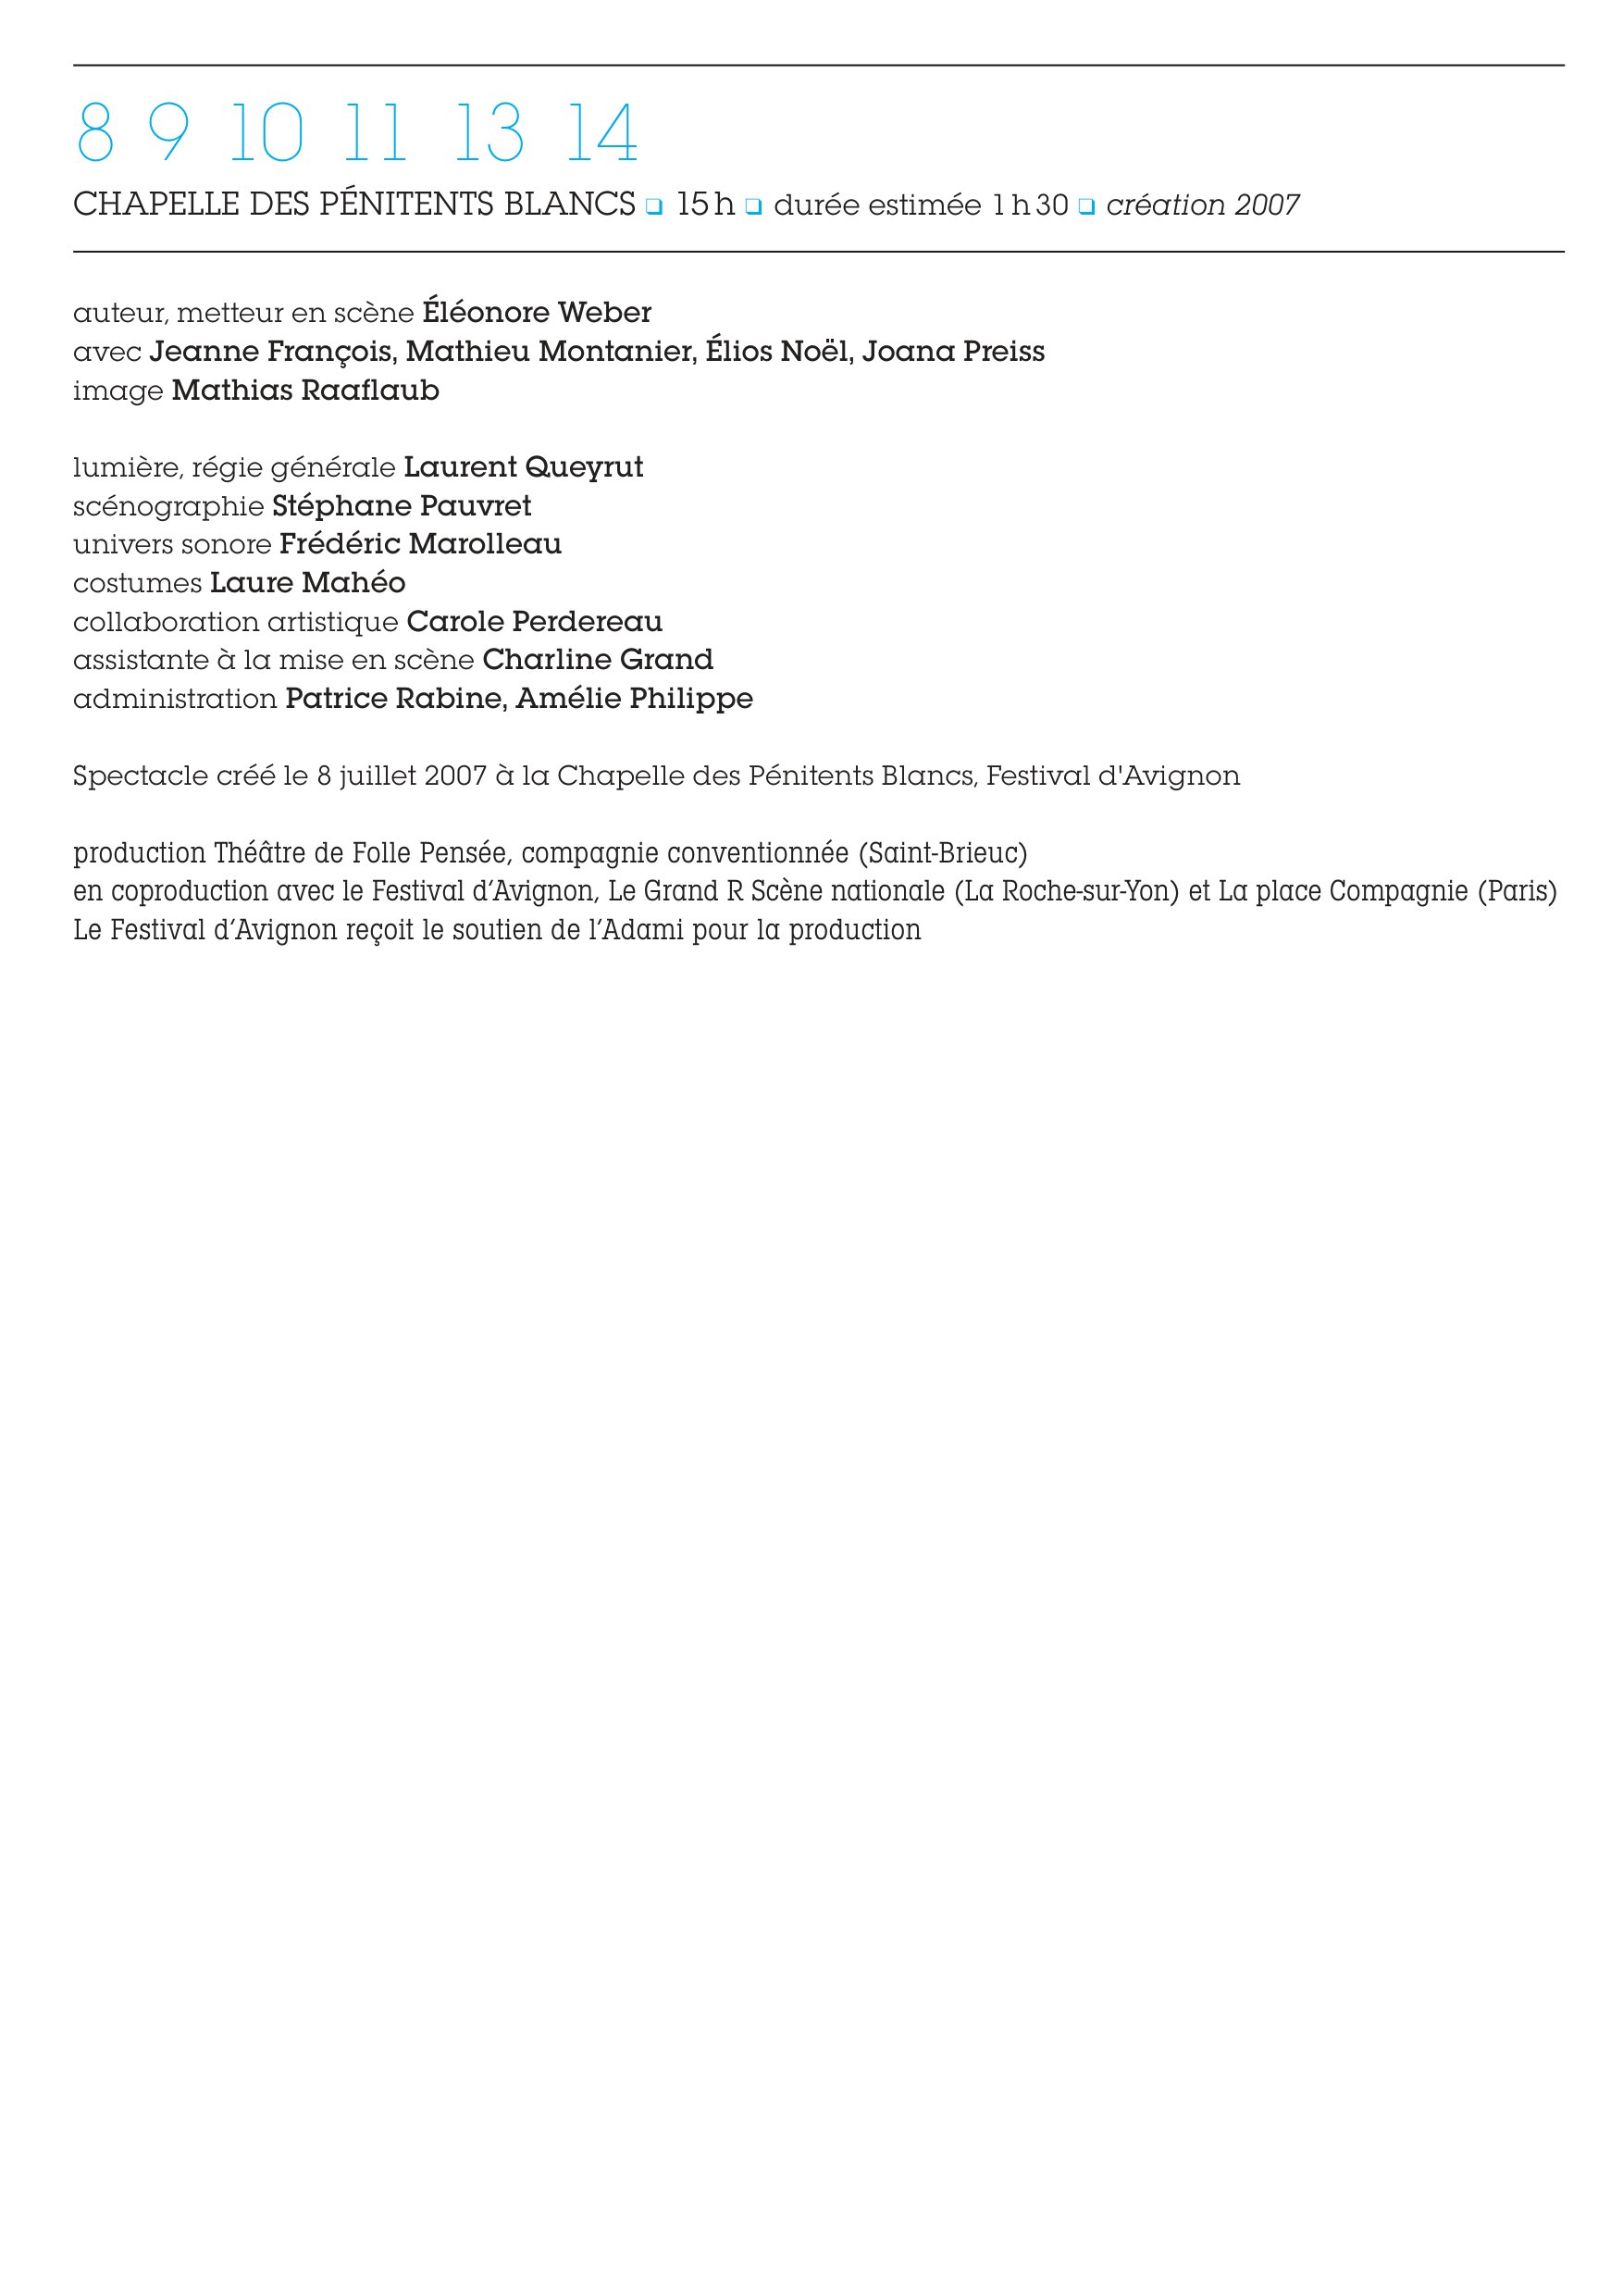 8 9 10 11 13 14
CHAPELLE DES PÉNITENTS BLANCS ❏ 15 h ❏ durée estimée 1 h 30 ❏ création 2007
auteur, metteur en scène Éléonore Weber
avec Jeanne François, Mathieu Montanier, Élios Noël, Joana Preiss
image Mathias Raaflaub
lumière, régie générale Laurent Queyrut
scénographie Stéphane Pauvret
univers sonore Frédéric Marolleau
costumes Laure Mahéo
collaboration artistique Carole Perdereau
assistante à la mise en scène Charline Grand
administration Patrice Rabine, Amélie Philippe
Spectacle créé le 8 juillet 2007 à la Chapelle des Pénitents Blancs, Festival d'Avignon
production Théâtre de Folle Pensée, compagnie conventionnée (Saint-Brieuc)
en coproduction avec le Festival d’Avignon, Le Grand R Scène nationale (La Roche-sur-Yon) et La place Compagnie (Paris)
Le Festival d’Avignon reçoit le soutien de l’Adami pour la production